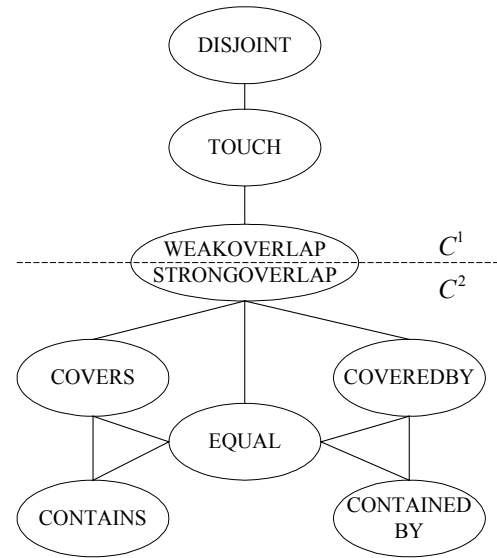 DISJOINT
TOUCH
WEAKOVERLAP
C¹
STRONGOVERLAP
C²
COVERS
COVEREDBY
EQUAL
CONTAINS
CONTAINED
BY